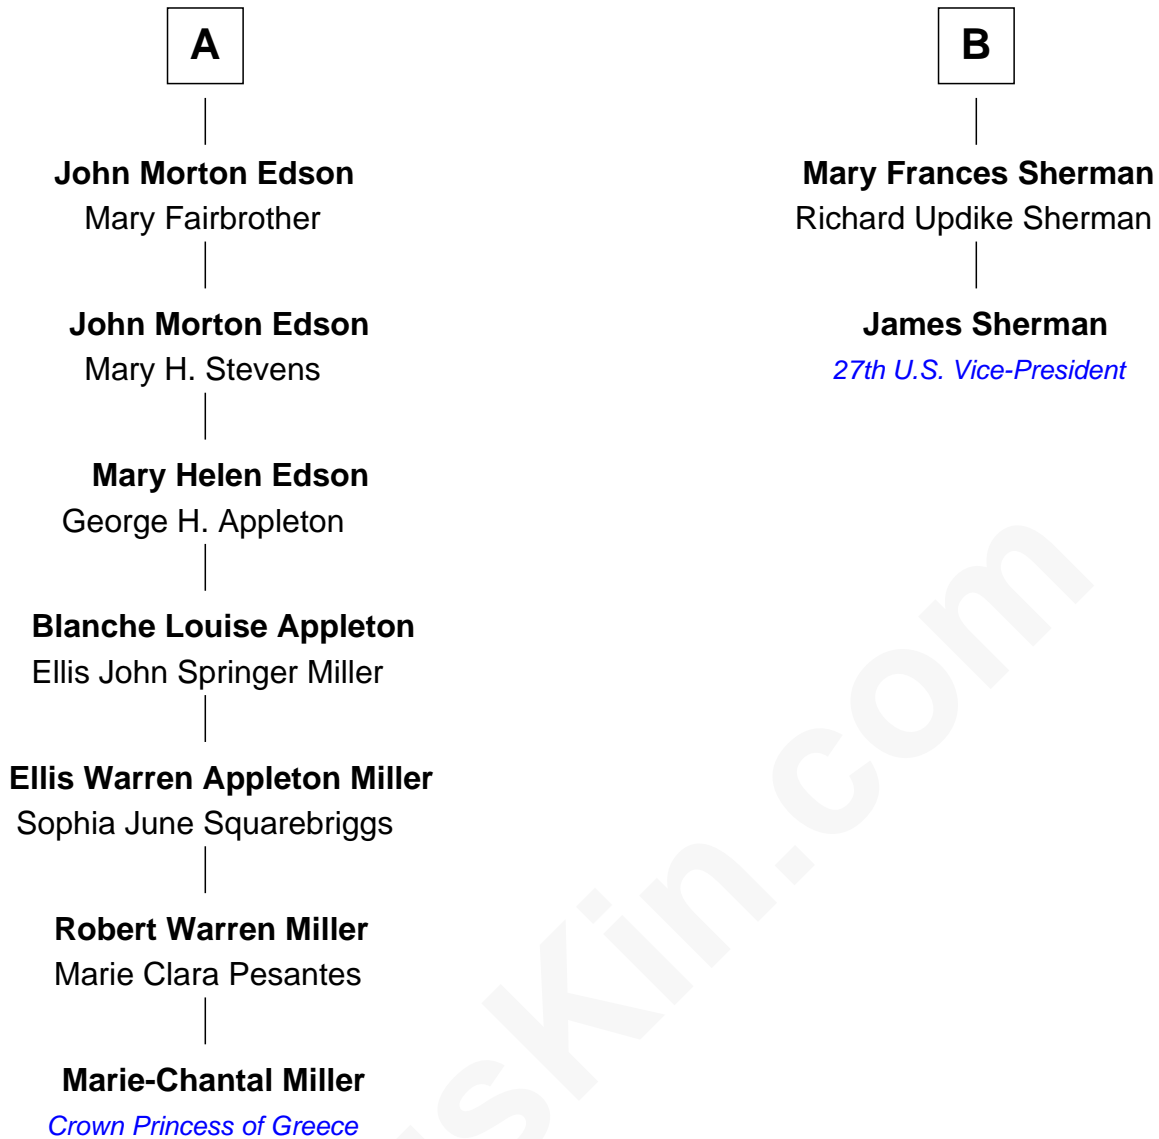 A
John Morton Edson
Mary Fairbrother
John Morton Edson
Mary H. Stevens
Mary Helen Edson
George H. Appleton
Blanche Louise Appleton
Ellis John Springer Miller
Ellis Warren Appleton Miller
Sophia June Squarebriggs
Robert Warren Miller
Marie Clara Pesantes
Marie-Chantal Miller
Crown Princess of Greece
B
Mary Frances Sherman
Richard Updike Sherman
James Sherman
27th U.S. Vice-President
sKin.com